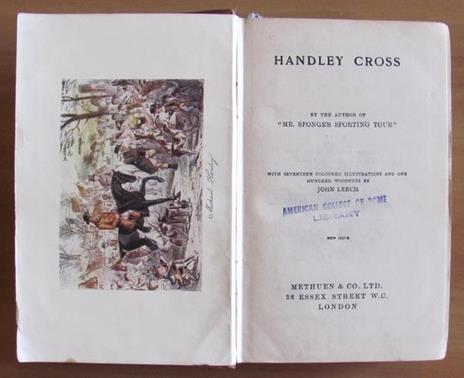 HANDLEY CROSS
BY THE AUTHOR OF
"MR. SPONGE'S SPORTING TOUR"
WITH SEVENTEEN COLOURED ILLUSTRATIONS AND ONE
HUNDRED WOODCUTS BY
JOHN LEECH
AMERICAN COLLEGE OF ROME
LIBRARY
NEW ISSUE
METHUEN & CO. LTD.
36 ESSEX STREET W.C.
LONDON